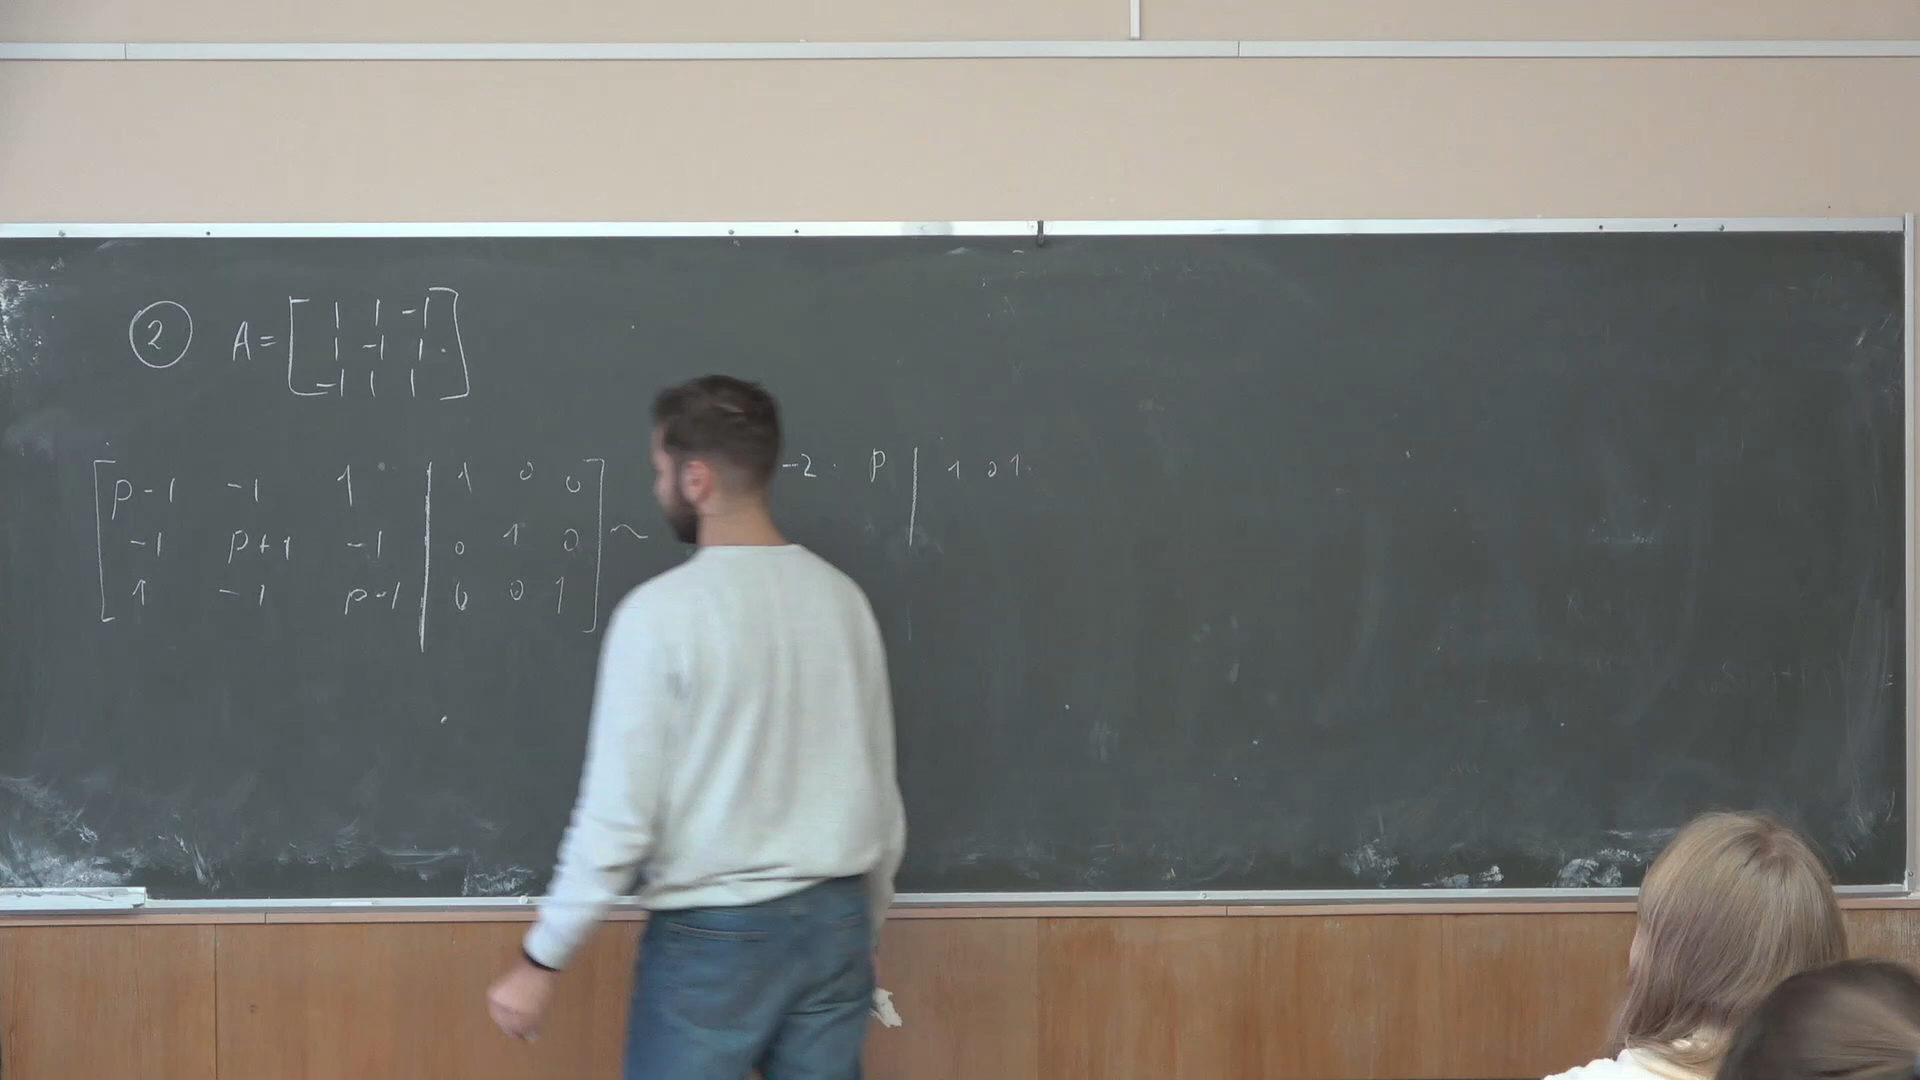 2 A = [ 1 1 -1
1 -1 1
-1 1 1 ]
[ p-1 -1 1 | 1 0 0 ] ~ -2 p | 1 0 1
-1 p+1 -1 | 0 1 0
1 -1 p-1 | 0 0 1